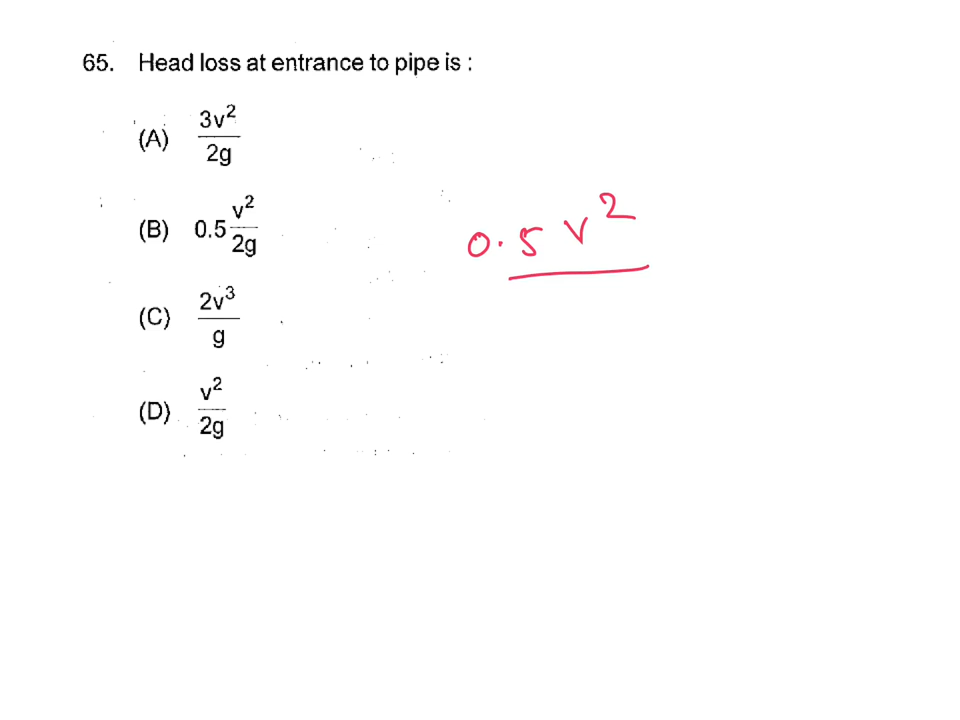 65. Head loss at entrance to pipe is :
(A) 3v²/2g
(B) 0.5 v²/2g
0.5 v²
(C) 2v³/g
(D) v²/2g